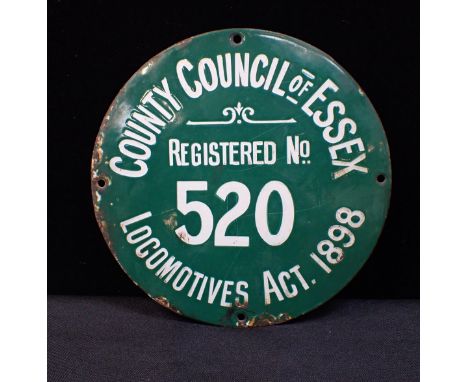 COUNTY COUNCIL OF ESSEX
REGISTERED NO.
520
LOCOMOTIVES ACT. 1898